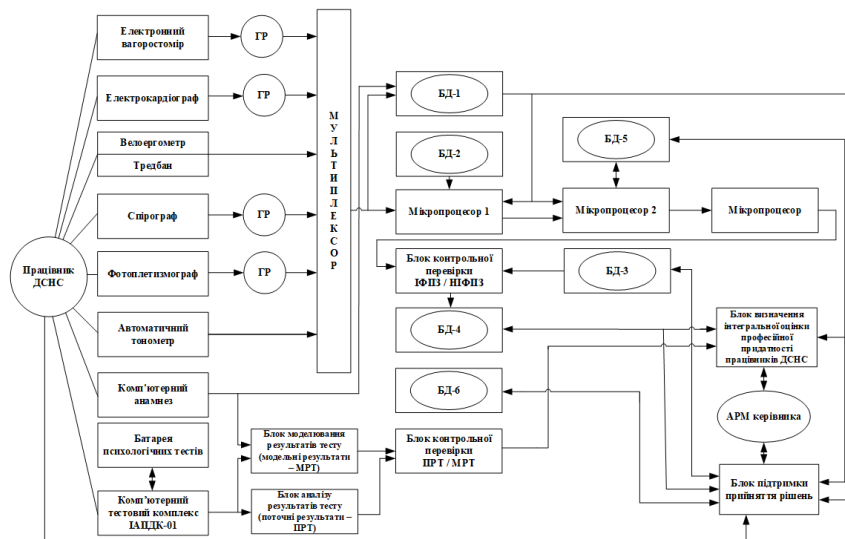 Електронний
вагоростомір
ГР
Електрокардіограф
ГР
Велоергометр
Тредбан
Спірограф
ГР
Фотоплетизмограф
ГР
Автоматичний
тонометр
Комп'ютерний
анамнез
Батарея
психологічних тестів
Комп'ютерний
тестовий комплекс
ІАПДК-01
Працівник
ДСНС
МУЛЬТИПЛЕКСОР
БД-1
БД-2
БД-5
Мікропроцесор 1
Мікропроцесор 2
Мікропроцесор
Блок контрольної
перевірки
ІФПЗ / НІФПЗ
БД-3
БД-4
БД-6
Блок визначення
інтегральної оцінки
професійної
придатності
працівників ДСНС
АРМ керівника
Блок підтримки
прийняття рішень
Блок моделювання
результатів тесту
(модельні результати
– МРТ)
Блок контрольної
перевірки
ПРТ / МРТ
Блок аналізу
результатів тесту
(поточні результати –
ПРТ)